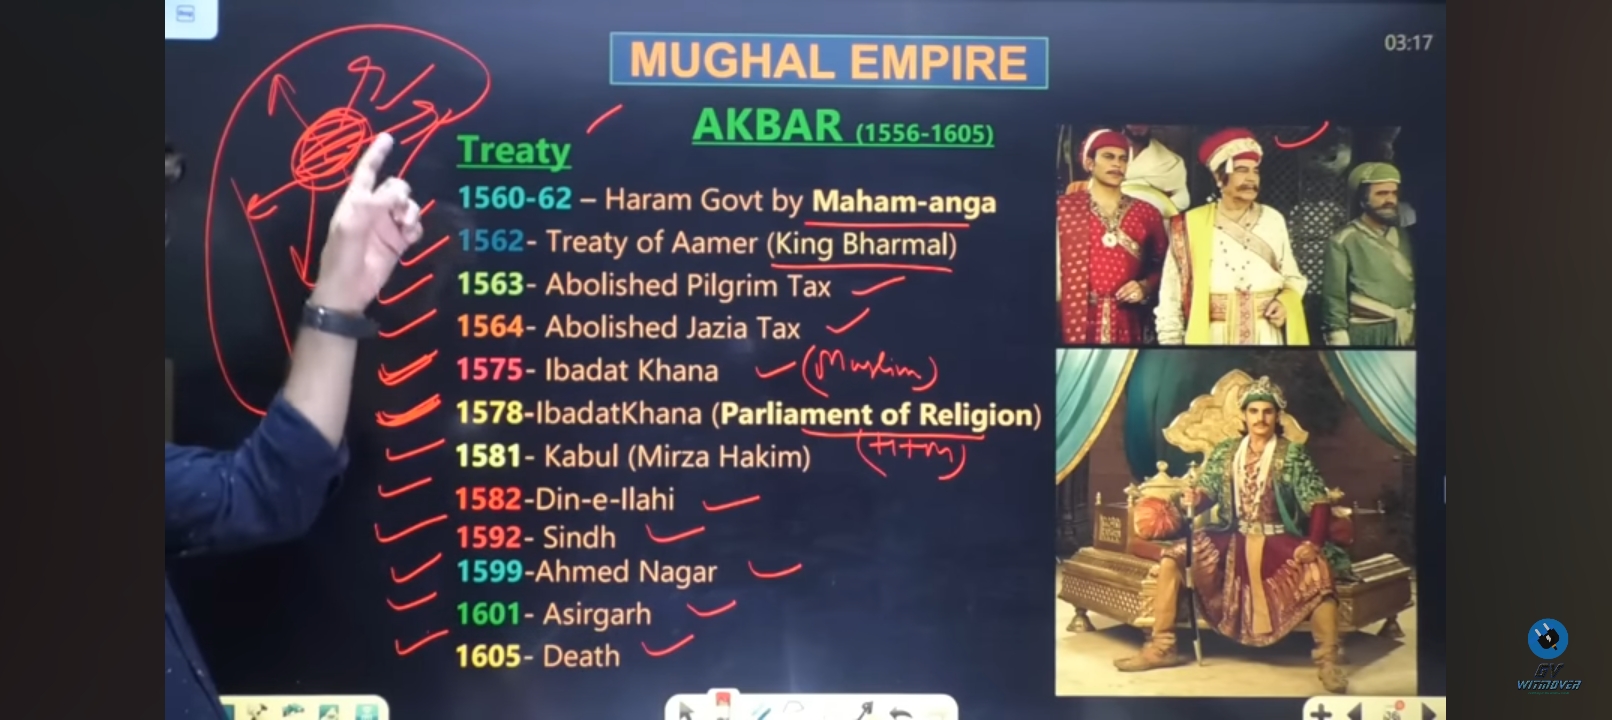 03:17
MUGHAL EMPIRE
AKBAR (1556-1605)
Treaty
1560-62 – Haram Govt by Maham-anga
1562- Treaty of Aamer (King Bharmal)
1563- Abolished Pilgrim Tax
1564- Abolished Jazia Tax
1575- Ibadat Khana (Muslim)
1578-IbadatKhana (Parliament of Religion)
(H+M)
1581- Kabul (Mirza Hakim)
1582-Din-e-Ilahi
1592- Sindh
1599-Ahmed Nagar
1601- Asirgarh
1605- Death
GY
WITMOVER